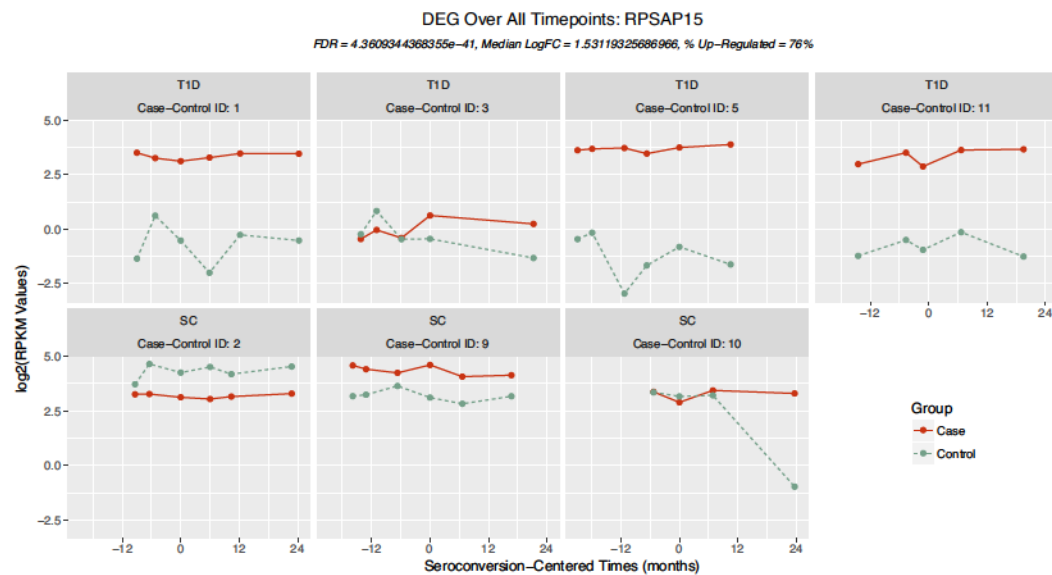 DEG Over All Timepoints: RPSAP15
FDR = 4.3609344368355e−41, Median LogFC = 1.53119325686966, % Up−Regulated = 76%
T1D
Case−Control ID: 1
T1D
Case−Control ID: 3
T1D
Case−Control ID: 5
T1D
Case−Control ID: 11
5.0
2.5
0.0
−2.5
−12 0 12 24
SC
Case−Control ID: 2
SC
Case−Control ID: 9
SC
Case−Control ID: 10
5.0
2.5
0.0
−2.5
−12 0 12 24
−12 0 12 24
−12 0 12 24
log2(RPKM Values)
Seroconversion−Centered Times (months)
Group
Case
Control